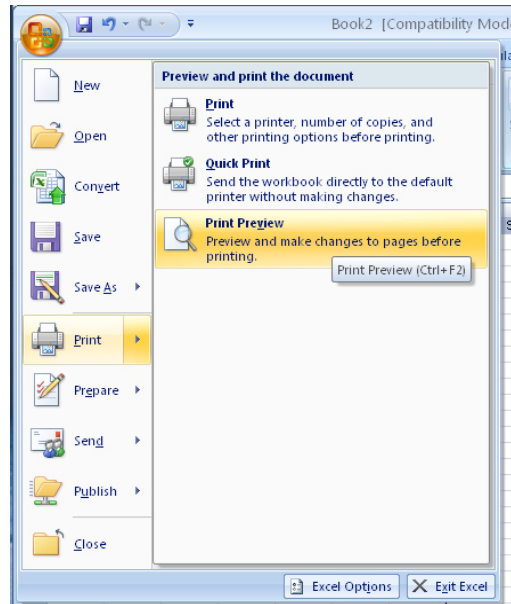 Book2 [Compatibility Mod
New
Open
Convert
Save
Save As
Print
Prepare
Send
Publish
Close
Preview and print the document
Print
Select a printer, number of copies, and
other printing options before printing.
Quick Print
Send the workbook directly to the default
printer without making changes.
Print Preview
Preview and make changes to pages before
printing.
Print Preview (Ctrl+F2)
Excel Options
Exit Excel